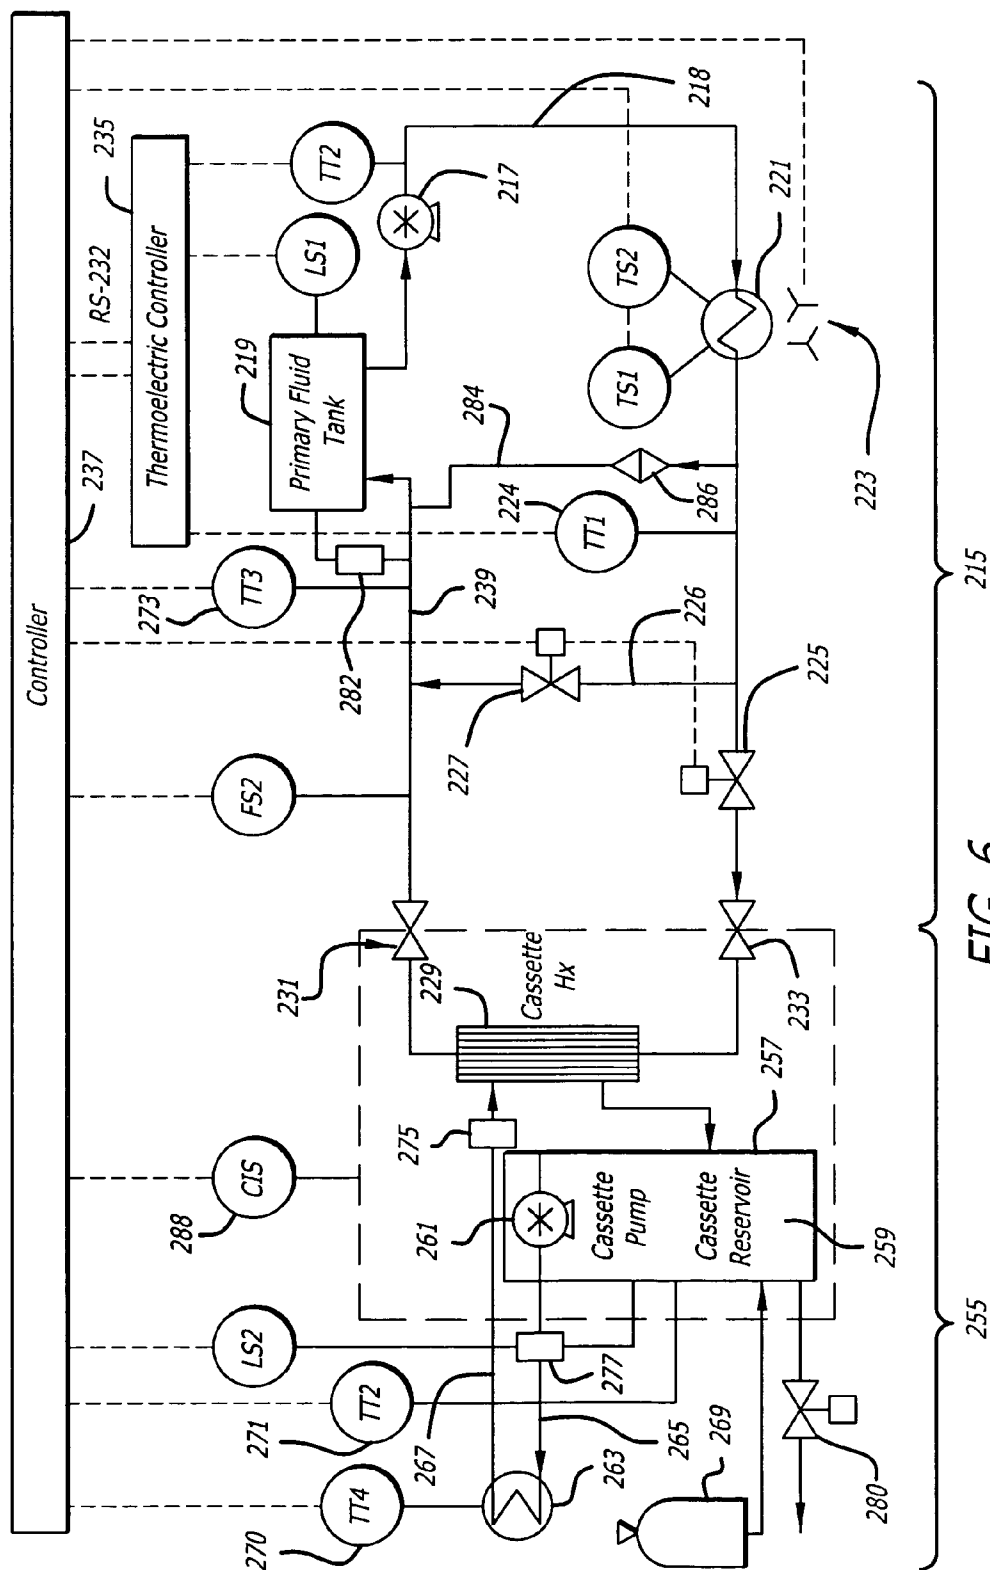 Controller
237
RS-232
235
Thermoelectric Controller
270
TT4
271
TT2
LS2
288
CIS
FS2
273
TT3
282
219
Primary Fluid
Tank
LS1
TT2
217
218
239
284
224
TT1
286
TS1
TS2
221
223
226
227
225
231
229
Cassette
Hx
233
275
257
261
Cassette
Pump
Cassette
Reservoir
259
267
277
265
263
269
280
255
215
FIG. 6